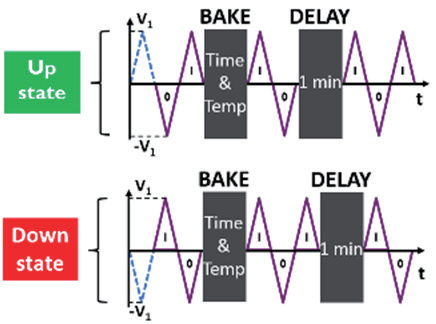 BAKE DELAY
V₁
Up
state
I
0
Time
&
Temp
I
0
1 min
I
0
I
t
-V₁
BAKE DELAY
V₁
Down
state
I
0
Time
&
Temp
I
0
I
1 min
I
0
t
-V₁